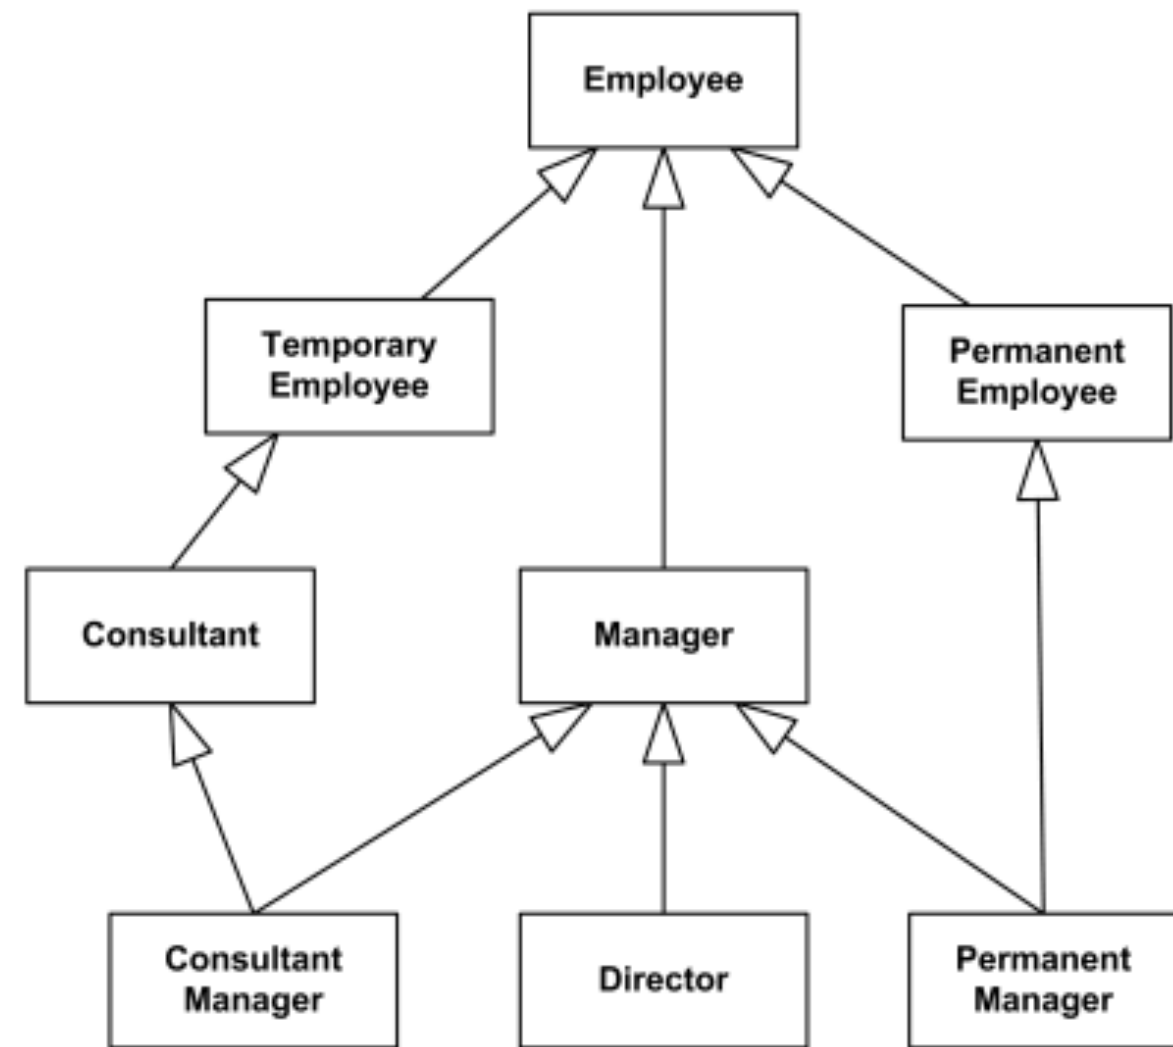 Employee
Temporary
Employee
Permanent
Employee
Consultant
Manager
Consultant
Manager
Director
Permanent
Manager